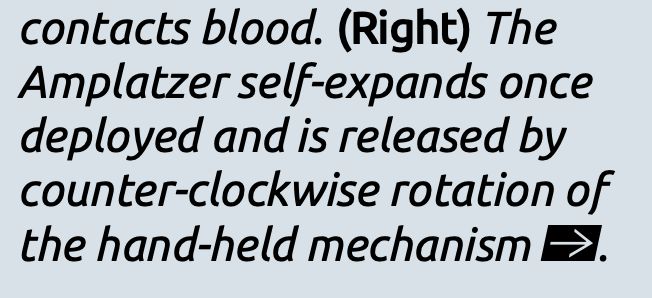 contacts blood. (Right) The
Amplatzer self-expands once
deployed and is released by
counter-clockwise rotation of
the hand-held mechanism →.